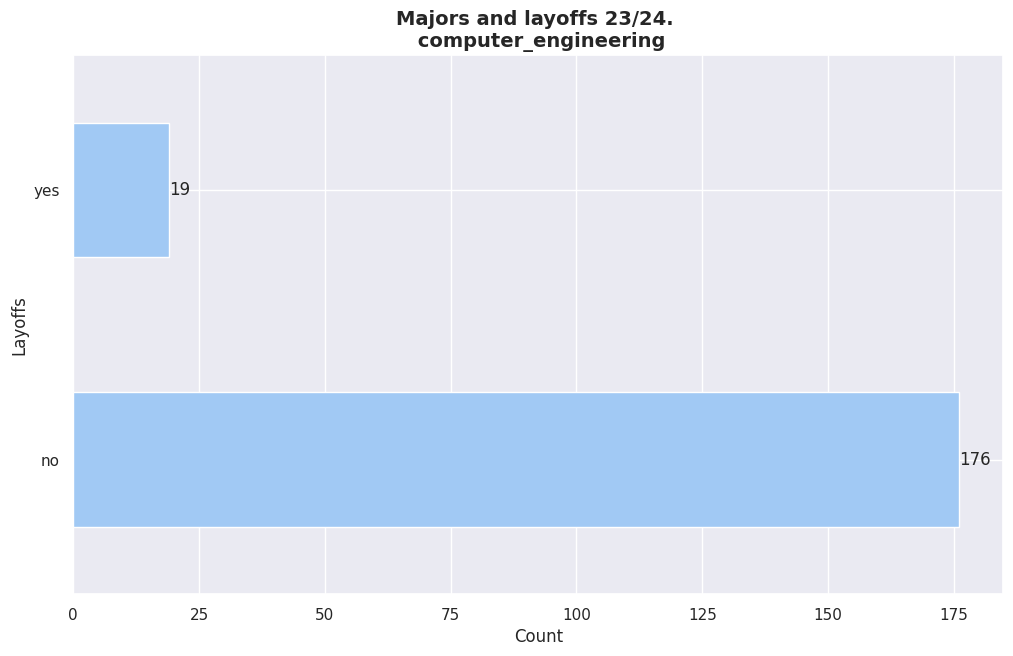 Majors and layoffs 23/24.
computer_engineering
yes
19
Layoffs
no
176
0 25 50 75 100 125 150 175
Count